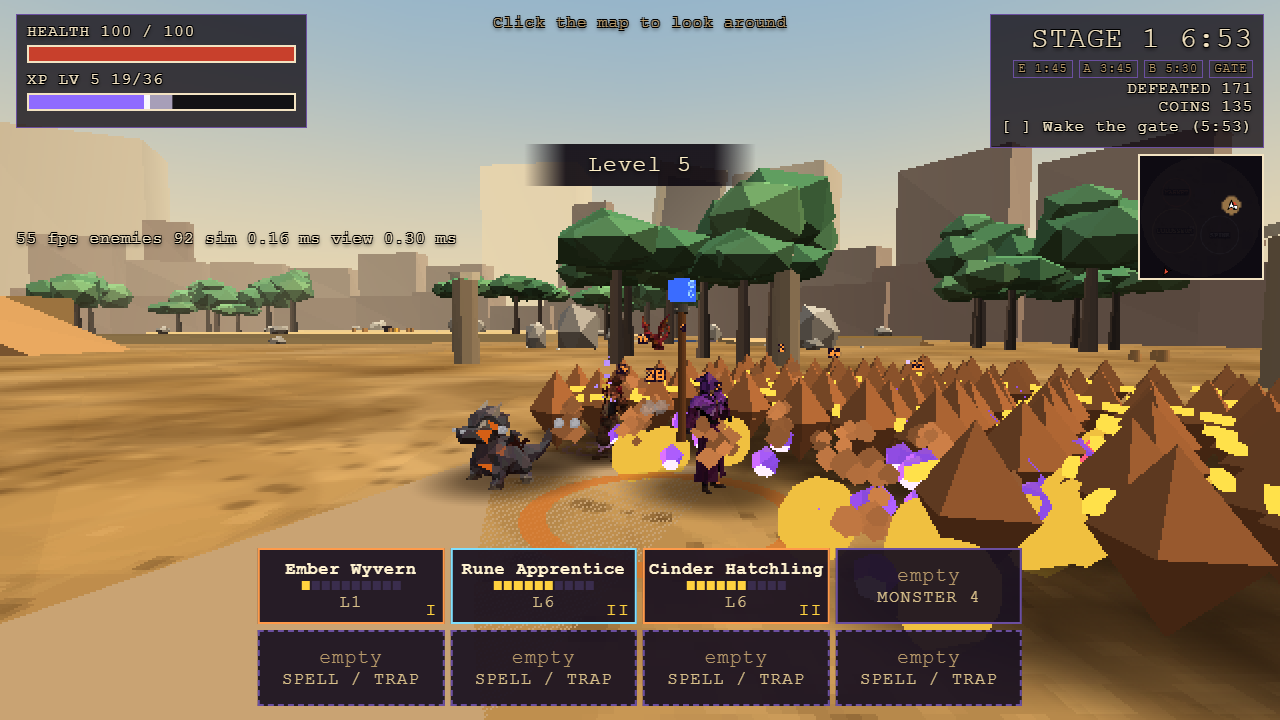 HEALTH 100 / 100
XP LV 5 19/36
Click the map to look around
STAGE 1 6:53
E 1:45 A 3:45 B 5:30 GATE
DEFEATED 171
COINS 135
[ ] Wake the gate (5:53)
Level 5
55 fps enemies 92 sim 0.16 ms view 0.30 ms
Ember Wyvern
L1
I
Rune Apprentice
L6
II
Cinder Hatchling
L6
II
empty
MONSTER 4
empty
SPELL / TRAP
empty
SPELL / TRAP
empty
SPELL / TRAP
empty
SPELL / TRAP